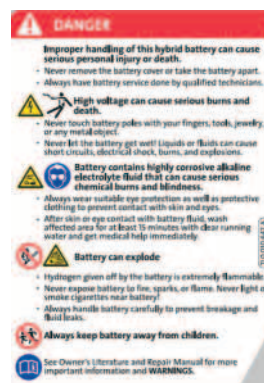 DANGER
Improper handling of this hybrid battery can cause
serious personal injury or death.
- Never remove the battery cover or take the battery apart.
- Always have battery service done by qualified technicians.
High voltage can cause serious burns and
death.
- Never touch battery poles with your fingers, tools, jewelry,
or any metal object.
- Never let the battery get wet! Liquids or fluids can cause
short circuits, electrical shock, burns, and explosions.
Battery contains highly corrosive alkaline
electrolyte fluid that can cause serious
chemical burns and blindness.
- Always wear suitable eye protection as well as protective
clothing to prevent contact with skin and eyes.
- After skin or eye contact with battery fluid, wash
affected area for at least 15 minutes with clear running
water and get medical help immediately.
Battery can explode
- Hydrogen given off by the battery is extremely flammable.
- Never expose battery to fire, sparks, or flame. Never light or
smoke cigarettes near battery!
- Always handle battery carefully to prevent breakage and
fluid leaks.
Always keep battery away from children.
See Owner's Literature and Repair Manual for more
important information and WARNINGS.